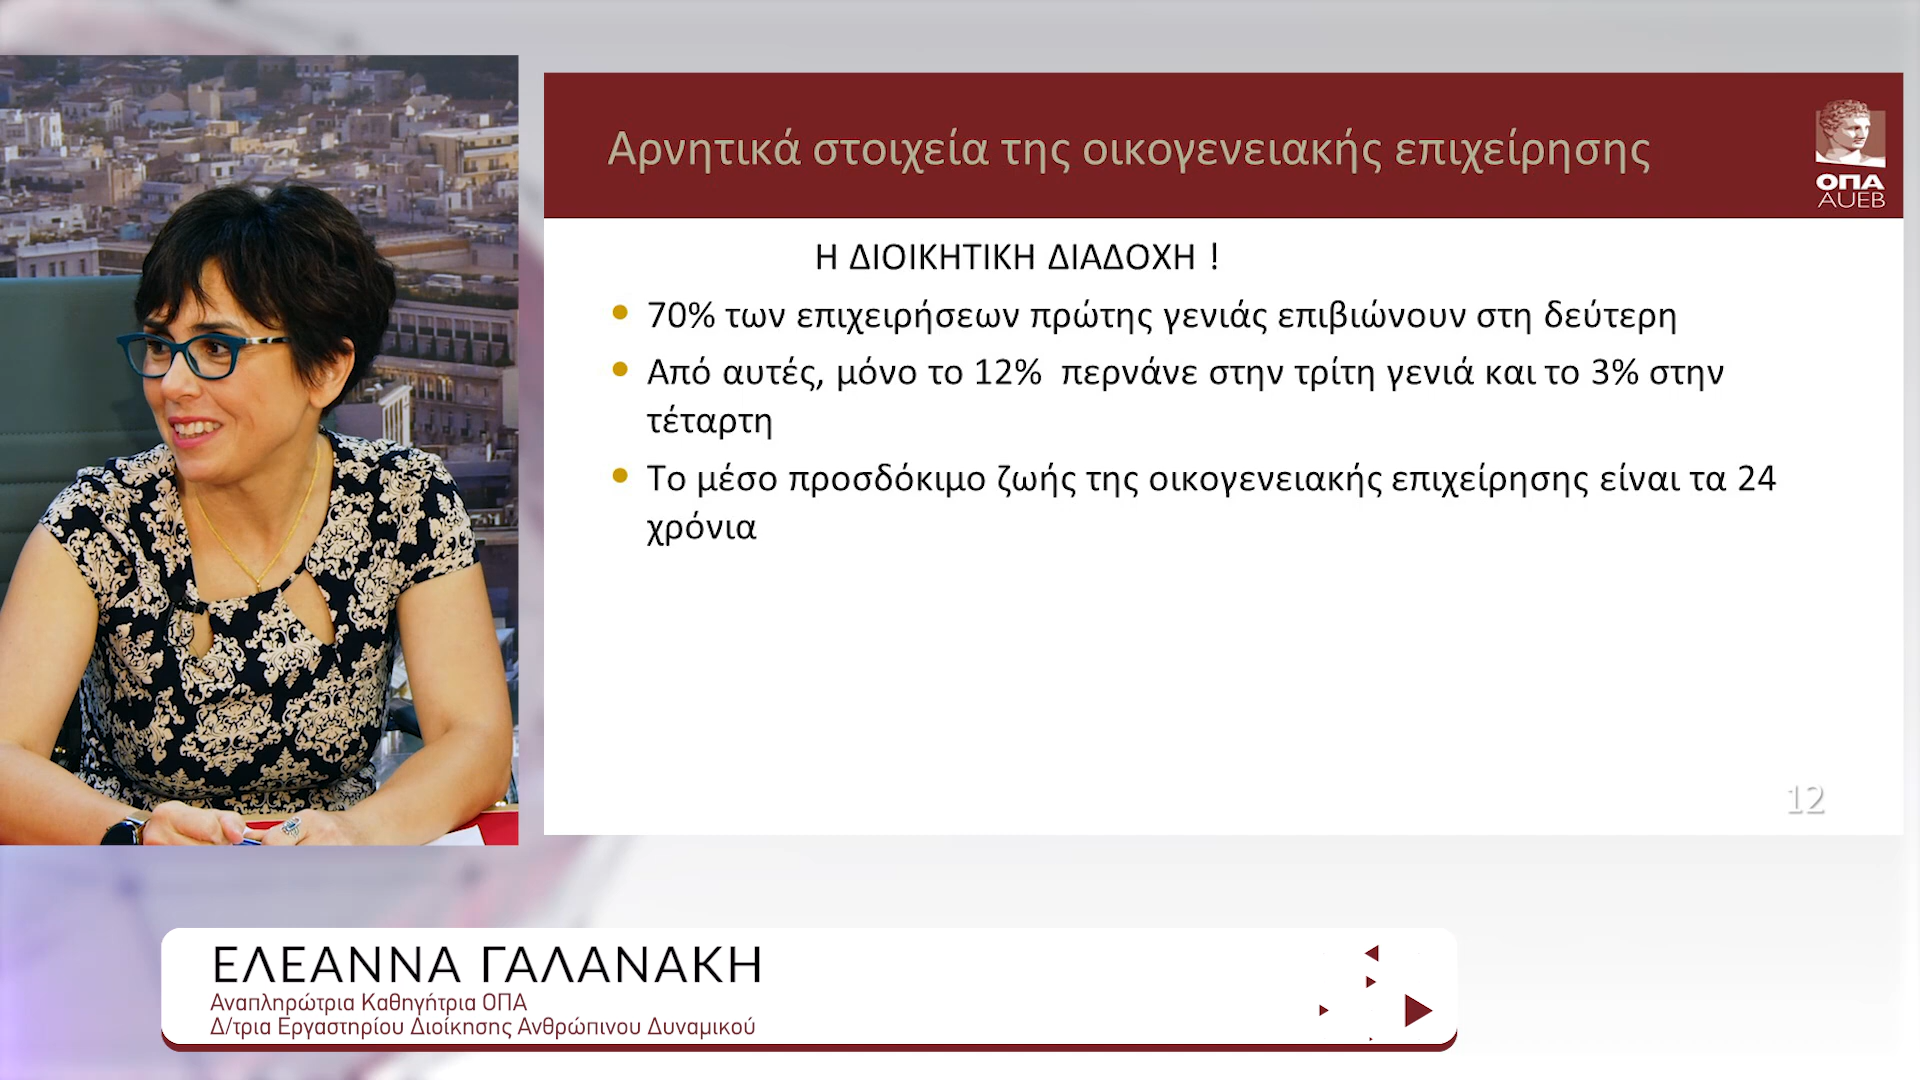 Αρνητικά στοιχεία της οικογενειακής επιχείρησης
ΟΠΑ
AUEB
Η ΔΙΟΙΚΗΤΙΚΗ ΔΙΑΔΟΧΗ !
• 70% των επιχειρήσεων πρώτης γενιάς επιβιώνουν στη δεύτερη
• Από αυτές, μόνο το 12% περνάνε στην τρίτη γενιά και το 3% στην
τέταρτη
• Το μέσο προσδόκιμο ζωής της οικογενειακής επιχείρησης είναι τα 24
χρόνια
12
ΕΛΕΑΝΝΑ ΓΑΛΑΝΑΚΗ
Αναπληρώτρια Καθηγήτρια ΟΠΑ
Δ/τρια Εργαστηρίου Διοίκησης Ανθρώπινου Δυναμικού